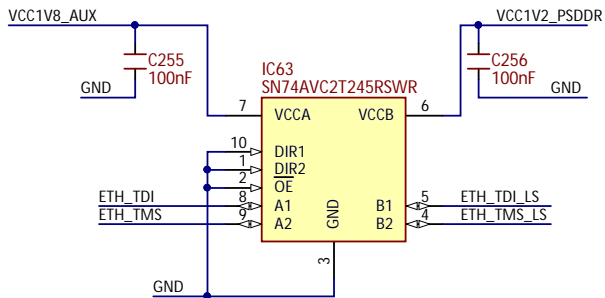 VCC1V8_AUX
VCC1V2_PSDDR
C255
100nF
GND
C256
100nF
GND
IC63
SN74AVC2T245RSWR
7 VCCA VCCB 6
10 DIR1
1 DIR2
2 OE
ETH_TDI 8 A1 B1 5 ETH_TDI_LS
ETH_TMS 9 A2 B2 4 ETH_TMS_LS
GND
3
GND